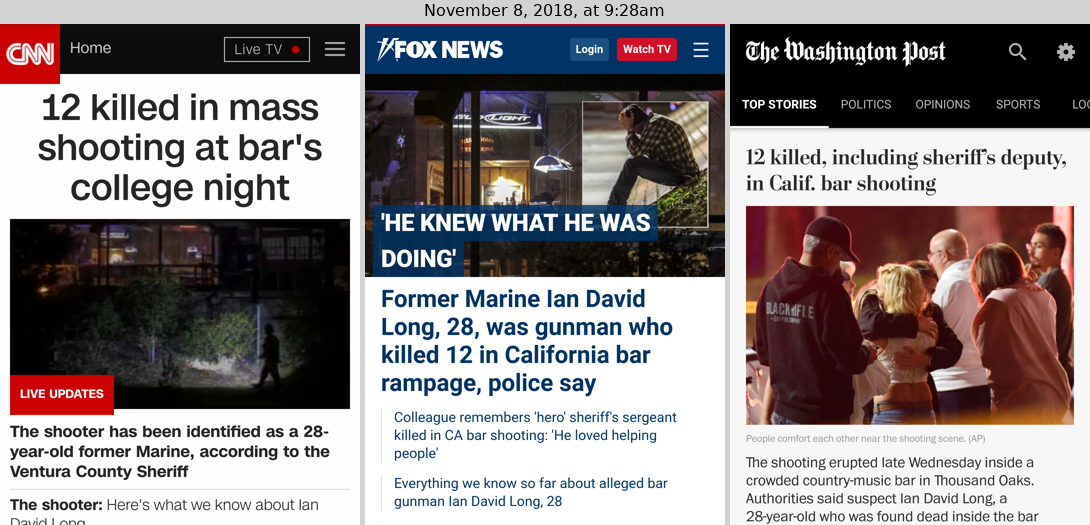 November 8, 2018, at 9:28am
CNN
Home
Live TV
12 killed in mass
shooting at bar's
college night
LIVE UPDATES
The shooter has been identified as a 28-
year-old former Marine, according to the
Ventura County Sheriff
The shooter: Here's what we know about Ian
David Long
FOX NEWS
Login
Watch TV
BUD LIGHT
'HE KNEW WHAT HE WAS
DOING'
Former Marine Ian David
Long, 28, was gunman who
killed 12 in California bar
rampage, police say
Colleague remembers 'hero' sheriff's sergeant
killed in CA bar shooting: 'He loved helping
people'
Everything we know so far about alleged bar
gunman Ian David Long, 28
The Washington Post
TOP STORIES
POLITICS
OPINIONS
SPORTS
LOC
12 killed, including sheriff's deputy,
in Calif. bar shooting
BLACK RIFLE
People comfort each other near the shooting scene. (AP)
The shooting erupted late Wednesday inside a
crowded country-music bar in Thousand Oaks.
Authorities said suspect Ian David Long, a
28-year-old who was found dead inside the bar